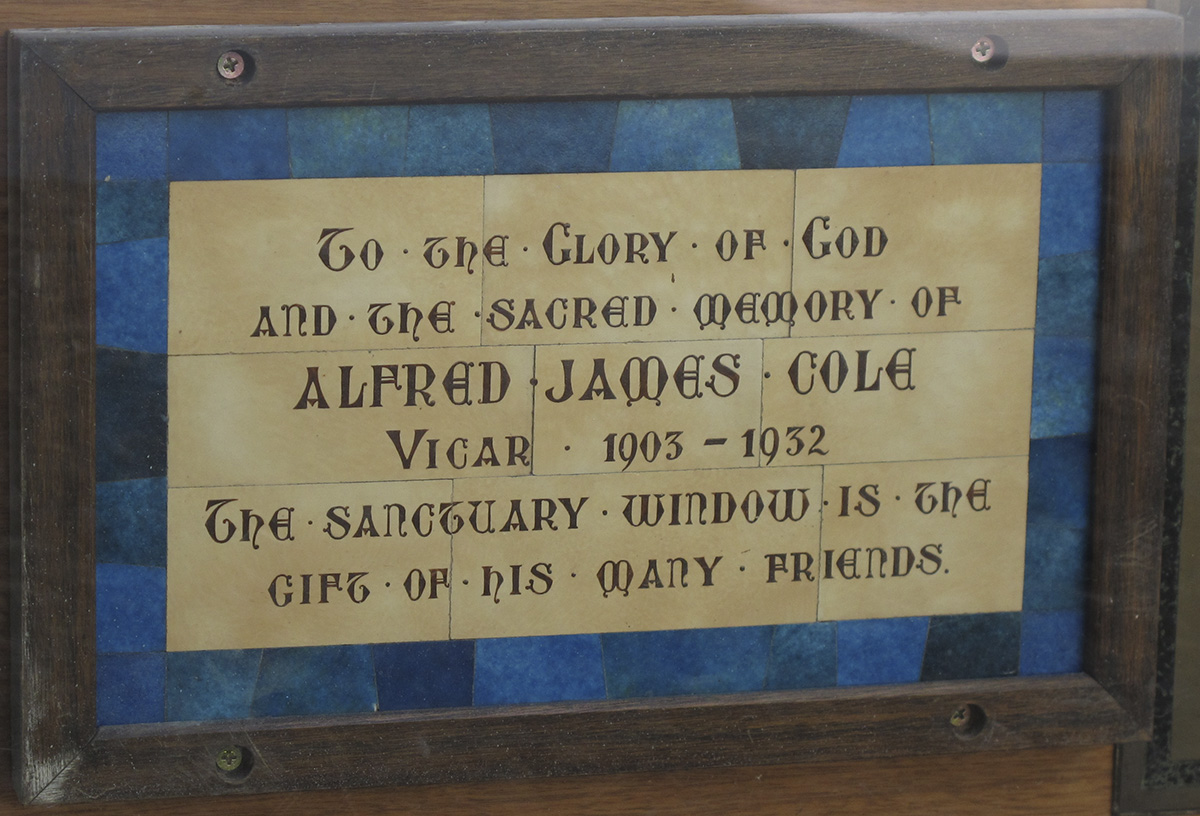 To · the · Glory · of · God
and · the · sacred · memory · of
ALFRED · JAMES · COLE
Vicar · 1903 – 1932
The · sanctuary · window · is · the
gift · of · his · many · friends.